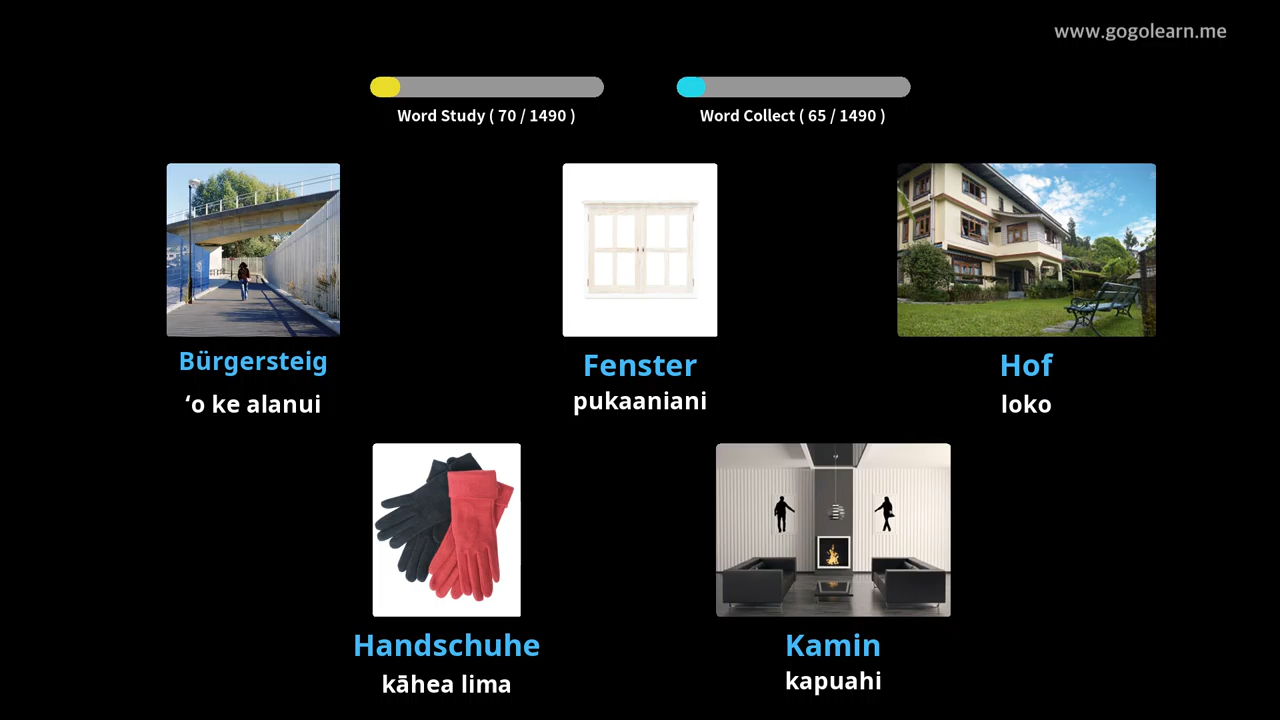 www.gogolearn.me
Word Study ( 70 / 1490 )
Word Collect ( 65 / 1490 )
Bürgersteig
ʻo ke alanui
Fenster
pukaaniani
Hof
loko
Handschuhe
kāhea lima
Kamin
kapuahi